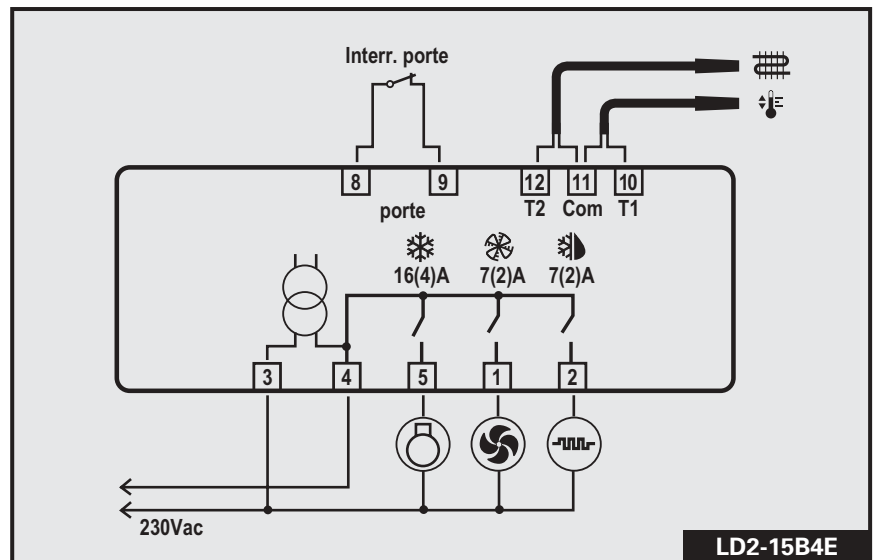 Interr. porte
8 9 12 11 10
porte T2 Com T1
16(4)A 7(2)A 7(2)A
3 4 5 1 2
230Vac
LD2-15B4E